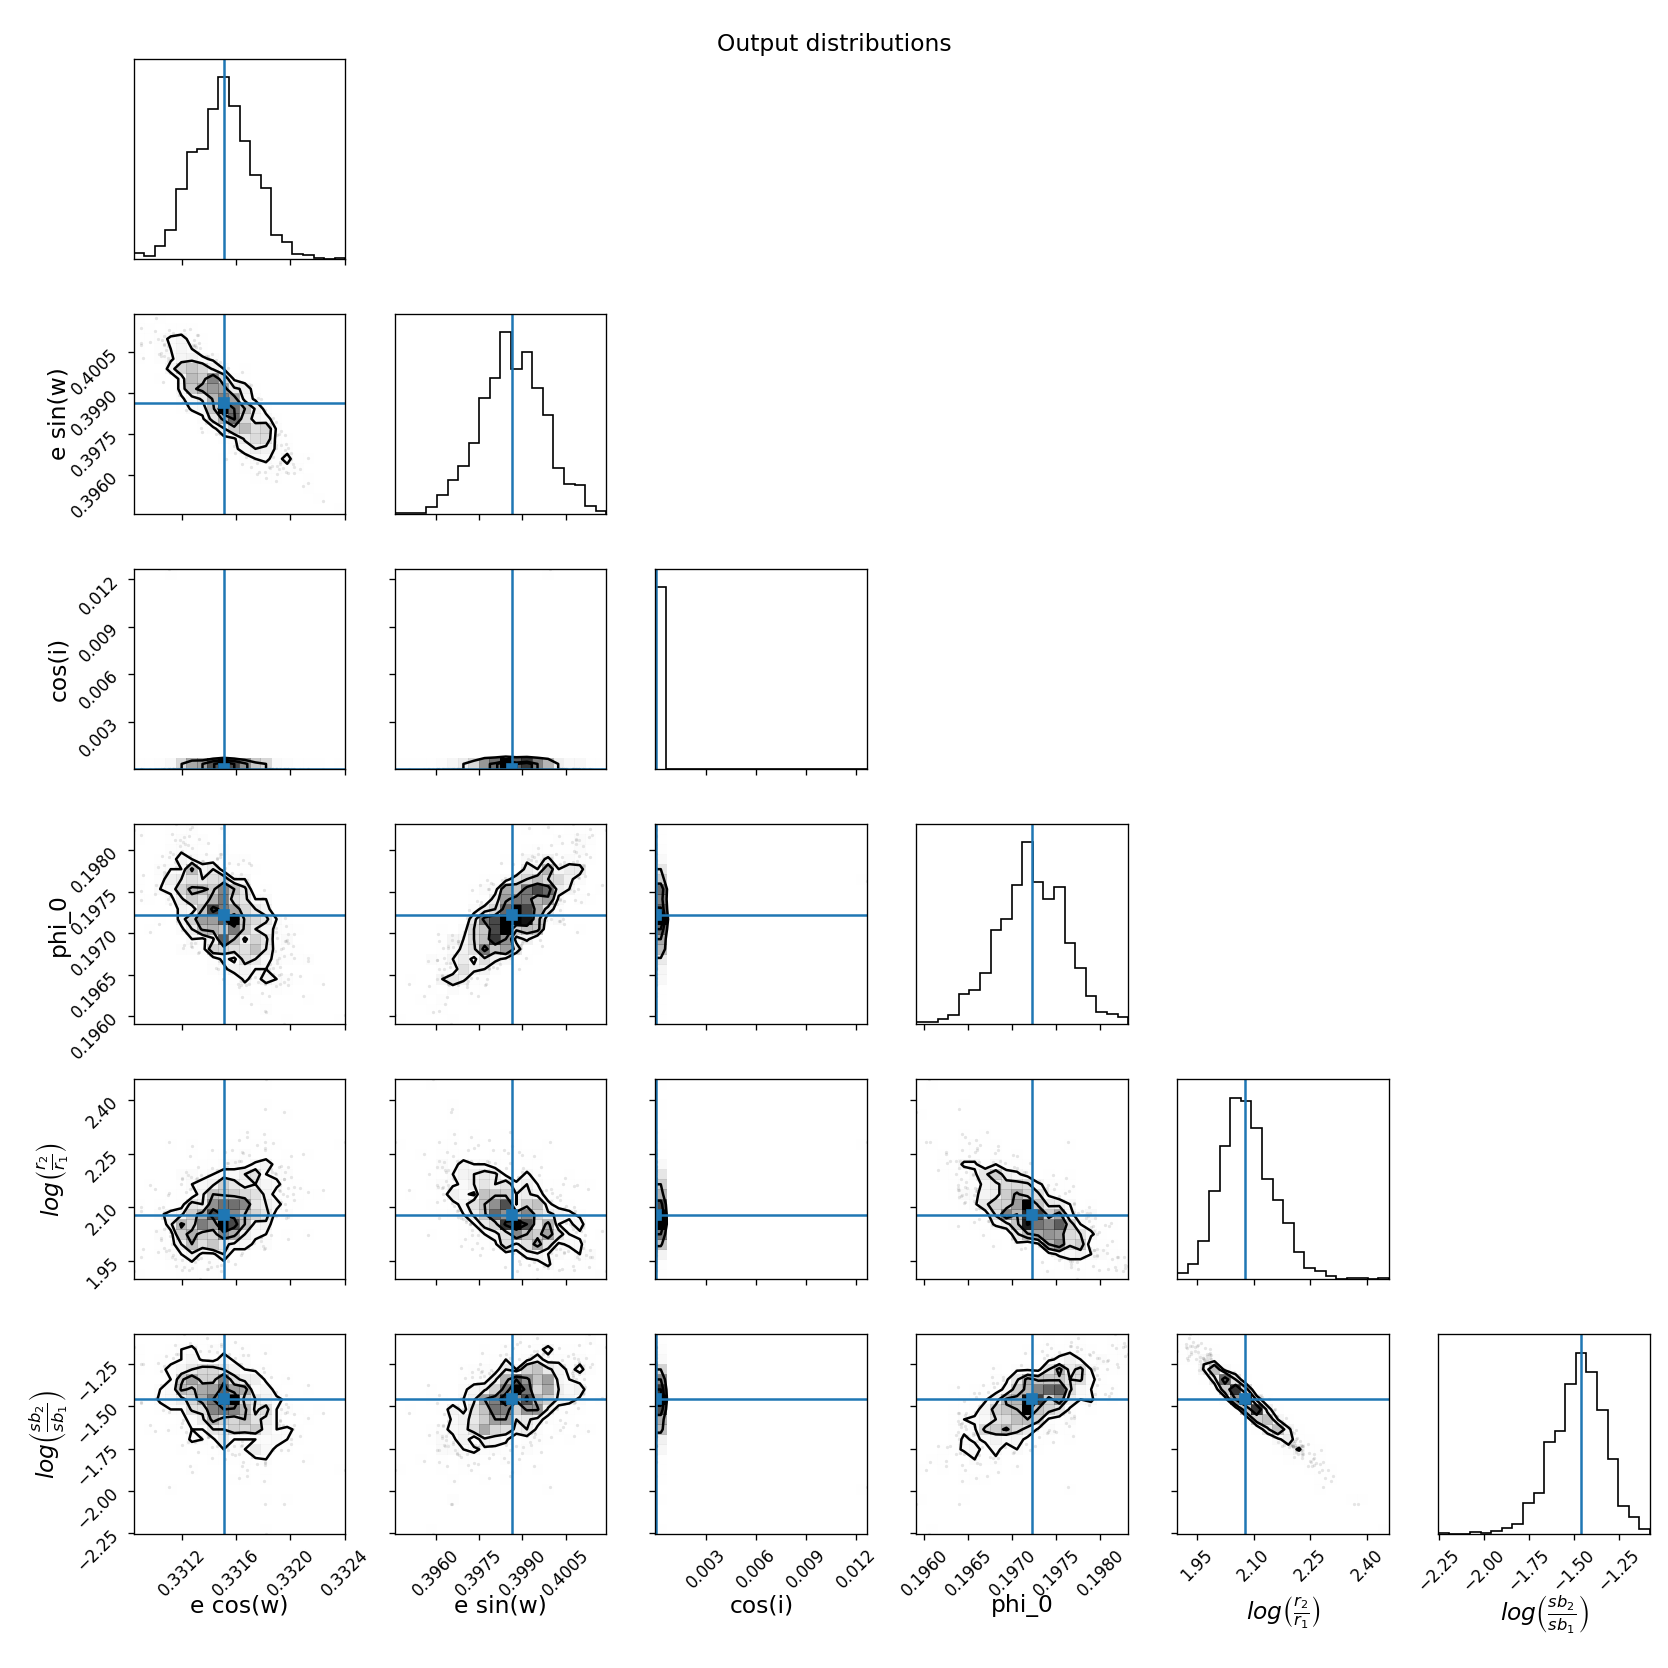 Output distributions
e sin(w)
0.4005
0.3990
0.3975
0.3960
cos(i)
0.012
0.009
0.006
0.003
phi_0
0.1980
0.1975
0.1970
0.1965
0.1960
log(r₂/r₁)
2.40
2.25
2.10
1.95
log(sb₂/sb₁)
−1.25
−1.50
−1.75
−2.00
−2.25
0.3312 0.3316 0.3320 0.3324 0.3960 0.3975 0.3990 0.4005 0.003 0.006 0.009 0.012 0.1960 0.1965 0.1970 0.1975 0.1980 1.95 2.10 2.25 2.40 −2.25 −2.00 −1.75 −1.50 −1.25
e cos(w) e sin(w) cos(i) phi_0 log(r₂/r₁) log(sb₂/sb₁)